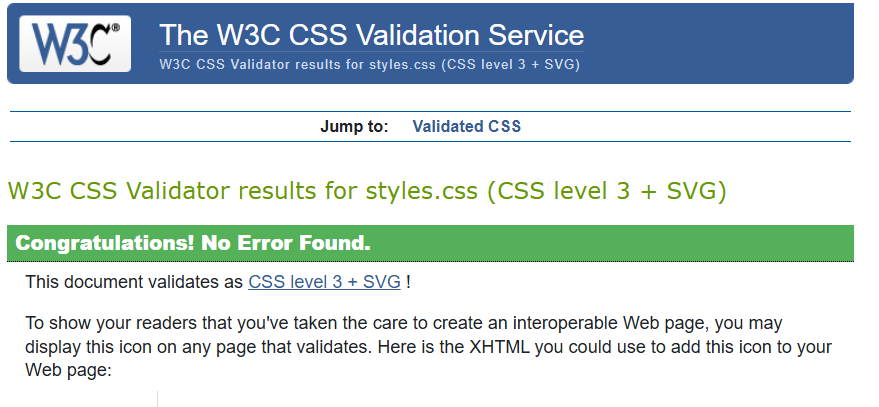 W3C®
The W3C CSS Validation Service
W3C CSS Validator results for styles.css (CSS level 3 + SVG)
Jump to: Validated CSS
W3C CSS Validator results for styles.css (CSS level 3 + SVG)
Congratulations! No Error Found.
This document validates as CSS level 3 + SVG !
To show your readers that you've taken the care to create an interoperable Web page, you may
display this icon on any page that validates. Here is the XHTML you could use to add this icon to your
Web page: